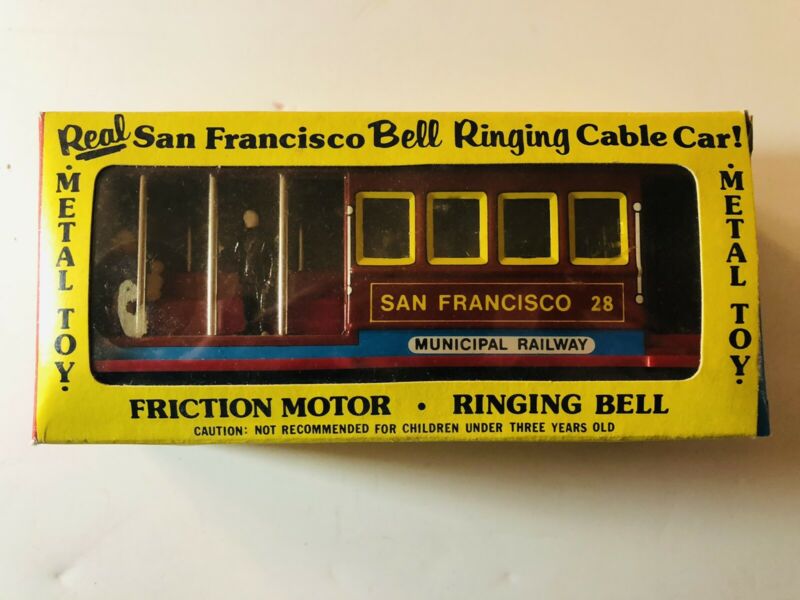 Real San Francisco Bell Ringing Cable Car!
• METAL TOY •
SAN FRANCISCO 28
MUNICIPAL RAILWAY
• METAL TOY •
FRICTION MOTOR • RINGING BELL
CAUTION: NOT RECOMMENDED FOR CHILDREN UNDER THREE YEARS OLD